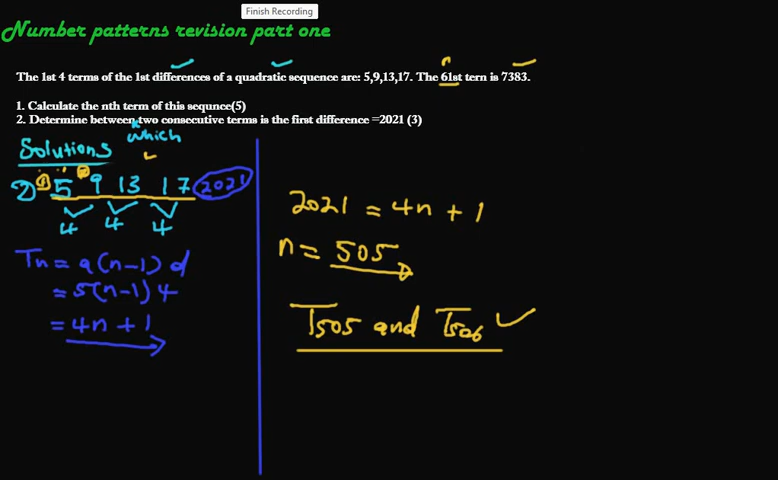 Finish Recording
Number patterns revision part one
The 1st 4 terms of the 1st differences of a quadratic sequence are: 5,9,13,17. The 61st tern is 7383.
1. Calculate the nth term of this sequnce(5)
2. Determine between two consecutive terms is the first difference =2021 (3)
which
Solutions
2) ① 5 ② 9 13 17 2021
4 4 4
Tn = a(n-1) d
= 5(n-1) 4
= 4n + 1
2021 = 4n + 1
n = 505
T505 and T506